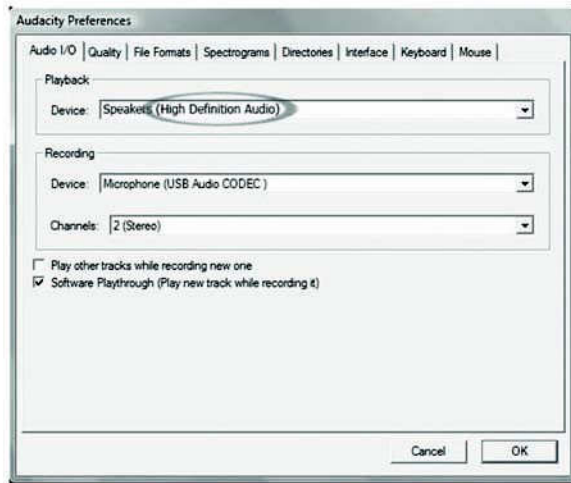 Audacity Preferences
Audio I/O Quality File Formats Spectrograms Directories Interface Keyboard Mouse
Playback
Device: Speakers (High Definition Audio)
Recording
Device: Microphone (USB Audio CODEC )
Channels: 2 (Stereo)
Play other tracks while recording new one
Software Playthrough (Play new track while recording it)
Cancel OK